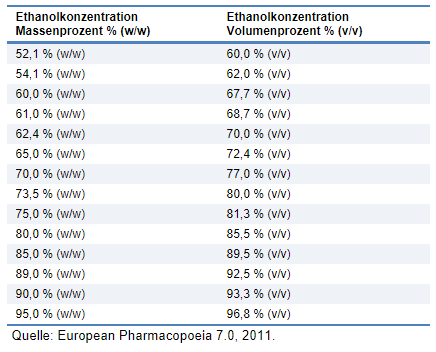 Ethanolkonzentration Ethanolkonzentration
Massenprozent % (w/w) Volumenprozent % (v/v)
52,1 % (w/w) 60,0 % (v/v)
54,1 % (w/w) 62,0 % (v/v)
60,0 % (w/w) 67,7 % (v/v)
61,0 % (w/w) 68,7 % (v/v)
62,4 % (w/w) 70,0 % (v/v)
65,0 % (w/w) 72,4 % (v/v)
70,0 % (w/w) 77,0 % (v/v)
73,5 % (w/w) 80,0 % (v/v)
75,0 % (w/w) 81,3 % (v/v)
80,0 % (w/w) 85,5 % (v/v)
85,0 % (w/w) 89,5 % (v/v)
89,0 % (w/w) 92,5 % (v/v)
90,0 % (w/w) 93,3 % (v/v)
95,0 % (w/w) 96,8 % (v/v)
Quelle: European Pharmacopoeia 7.0, 2011.